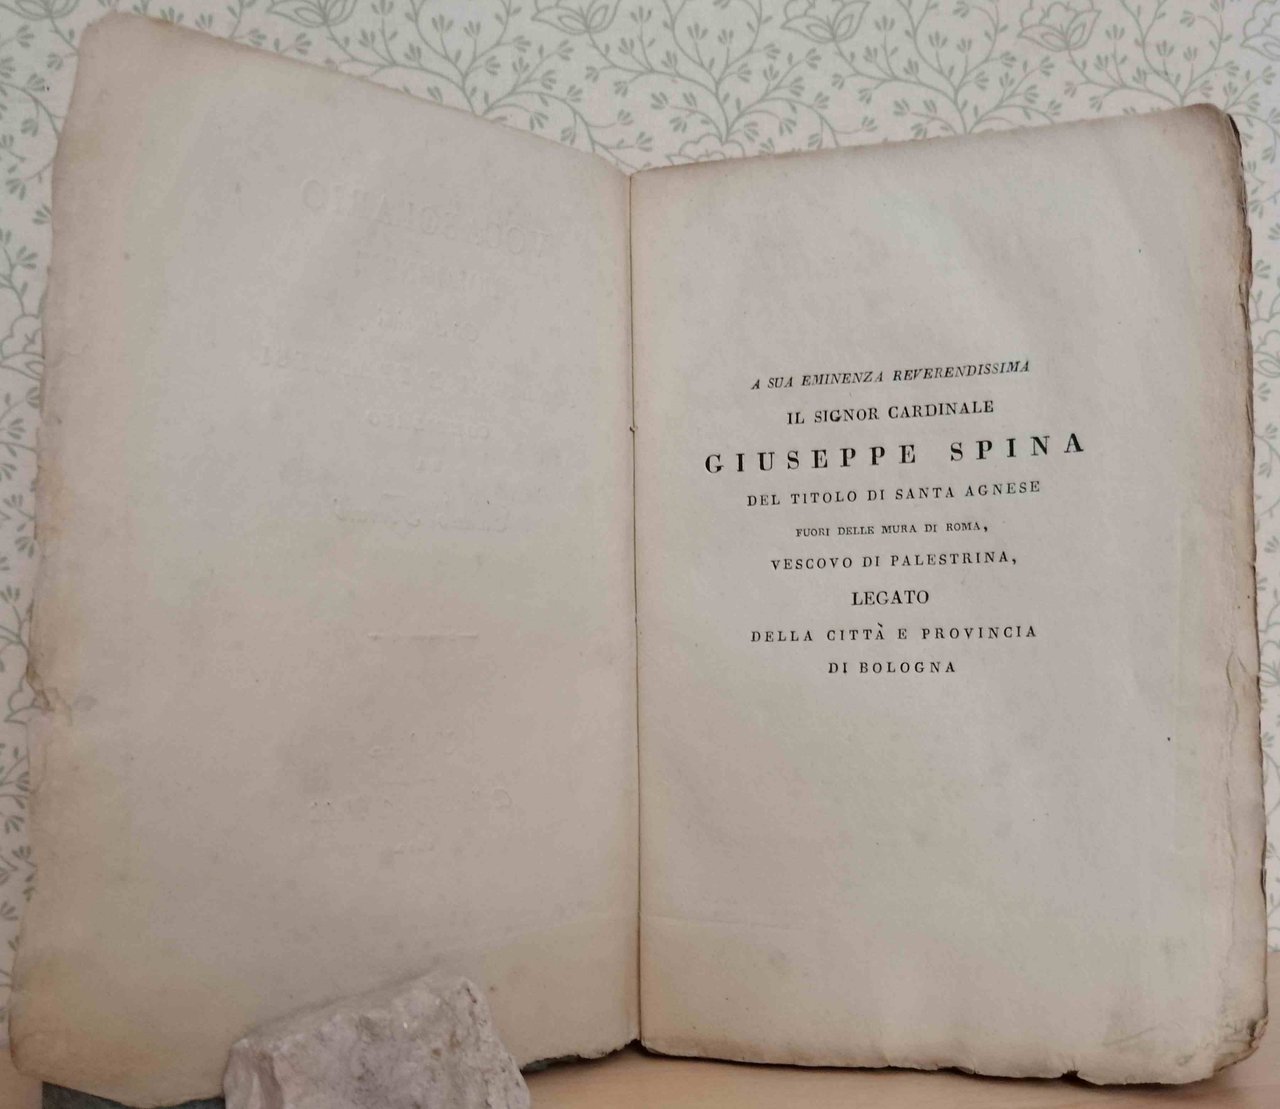 A SUA EMINENZA REVERENDISSIMA
IL SIGNOR CARDINALE
GIUSEPPE SPINA
DEL TITOLO DI SANTA AGNESE
FUORI DELLE MURA DI ROMA,
VESCOVO DI PALESTRINA,
LEGATO
DELLA CITTÀ E PROVINCIA
DI BOLOGNA